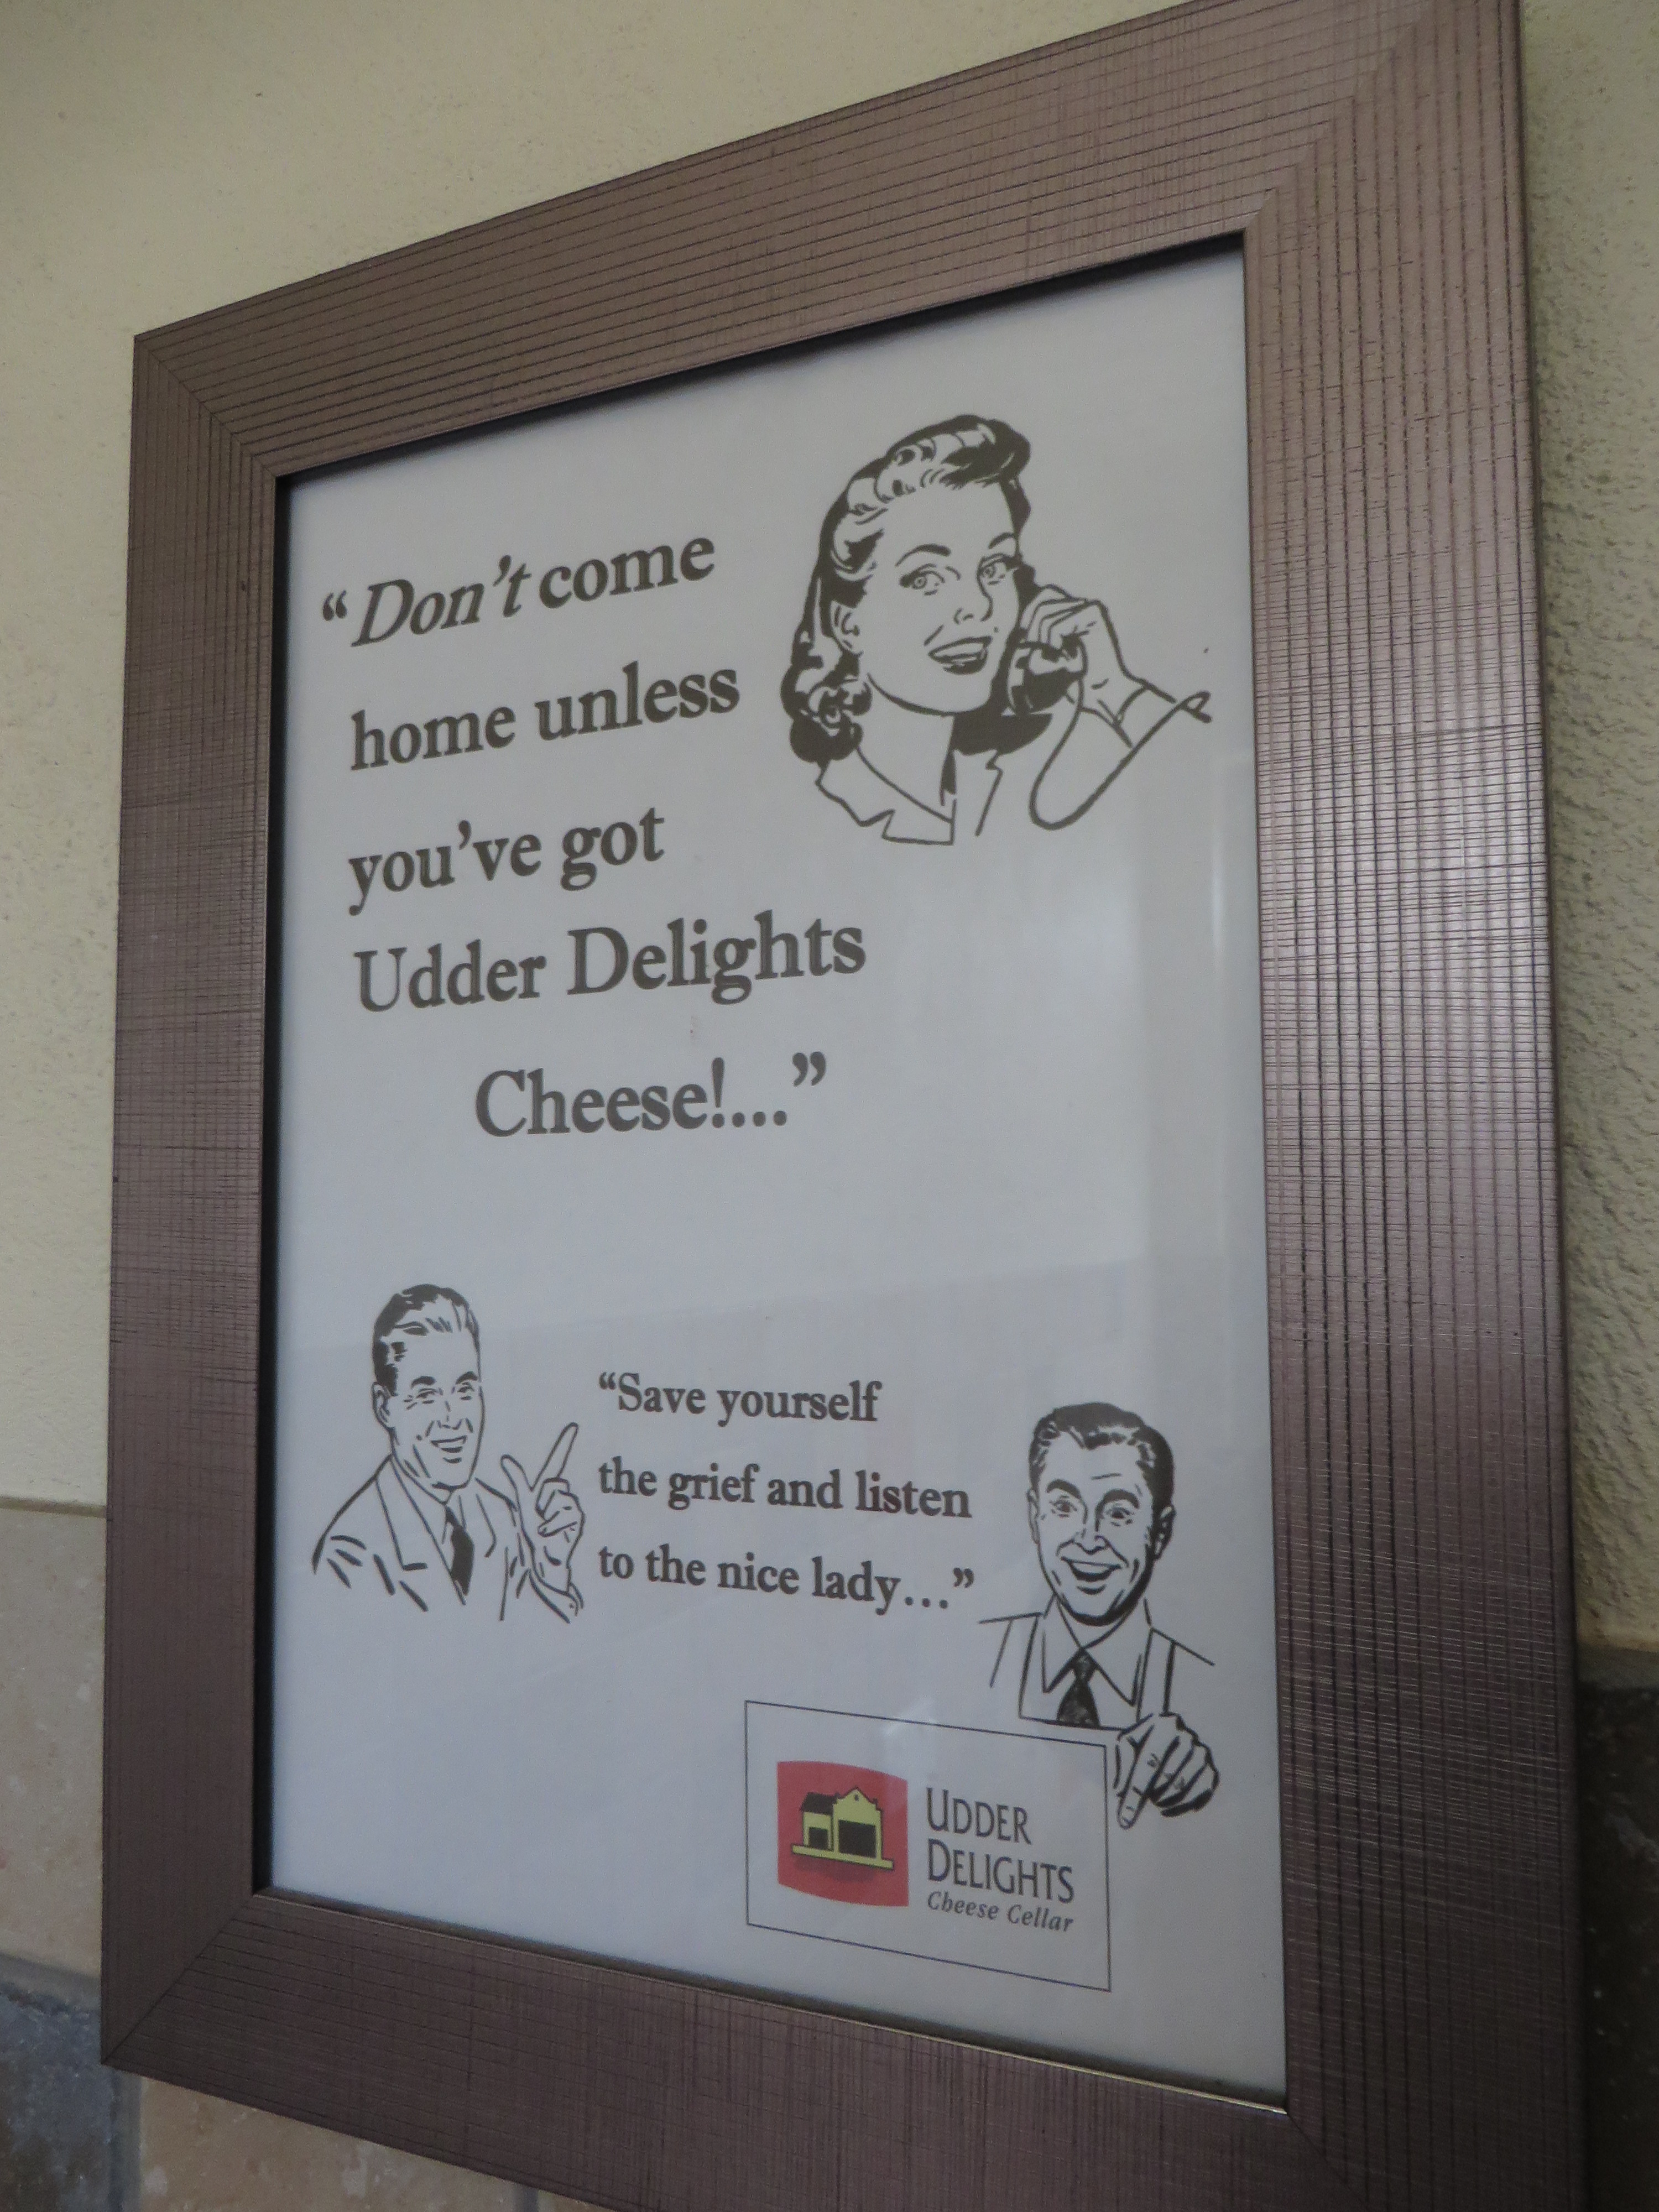 “Don’t come
home unless
you’ve got
Udder Delights
Cheese!...”
“Save yourself
the grief and listen
to the nice lady...”
UDDER
DELIGHTS
Cheese Cellar